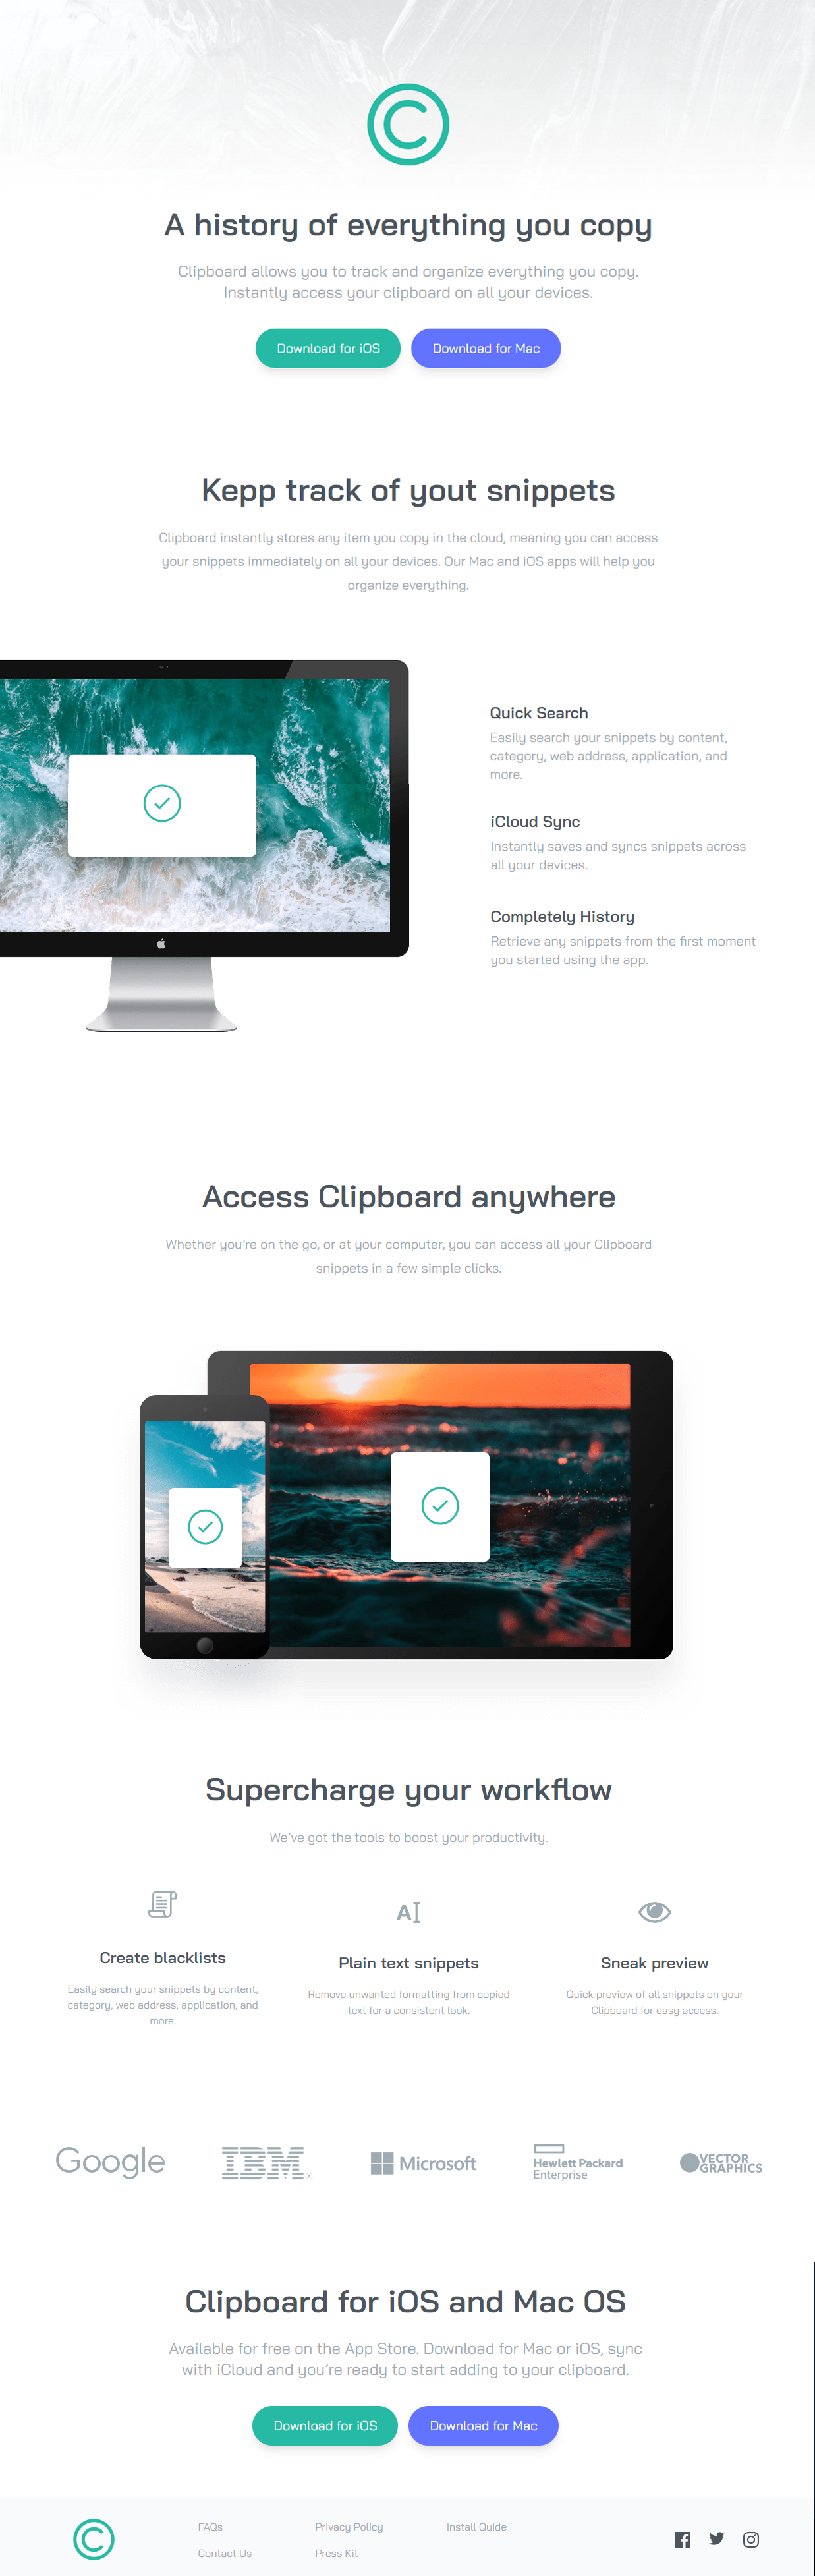 A history of everything you copy
Clipboard allows you to track and organize everything you copy.
Instantly access your clipboard on all your devices.
Download for iOS
Download for Mac
Kepp track of yout snippets
Clipboard instantly stores any item you copy in the cloud, meaning you can access
your snippets immediately on all your devices. Our Mac and iOS apps will help you
organize everything.
Quick Search
Easily search your snippets by content,
category, web address, application, and
more.
iCloud Sync
Instantly saves and syncs snippets across
all your devices.
Completely History
Retrieve any snippets from the first moment
you started using the app.
Access Clipboard anywhere
Whether you're on the go, or at your computer, you can access all your Clipboard
snippets in a few simple clicks.
Supercharge your workflow
We've got the tools to boost your productivity.
Create blacklists
Easily search your snippets by content,
category, web address, application, and
more.
Plain text snippets
Remove unwanted formatting from copied
text for a consistent look.
Sneak preview
Quick preview of all snippets on your
Clipboard for easy access.
Google
IBM
Microsoft
Hewlett Packard
Enterprise
VECTOR
GRAPHICS
Clipboard for iOS and Mac OS
Available for free on the App Store. Download for Mac or iOS, sync
with iCloud and you're ready to start adding to your clipboard.
Download for iOS
Download for Mac
FAQs
Contact Us
Privacy Policy
Press Kit
Install Guide